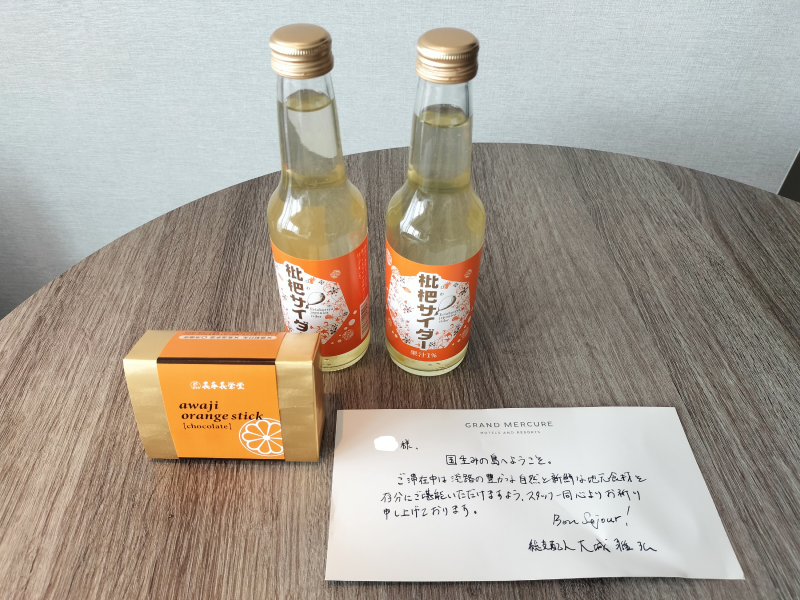 枇杷サイダー
枇杷サイダー
果汁1%
長手長栄堂
awaji
orange stick
[chocolate]
GRAND MERCURE
HOTELS AND RESORTS
様.
国生みの島へようこそ。
ご滞在中は淡路の豊かな自然と新鮮な地元食材を
存分にご堪能いただけますよう、スタッフ一同心よりお祈り
申し上げております。
Bon Séjour!
総支配人 大城 雅弘